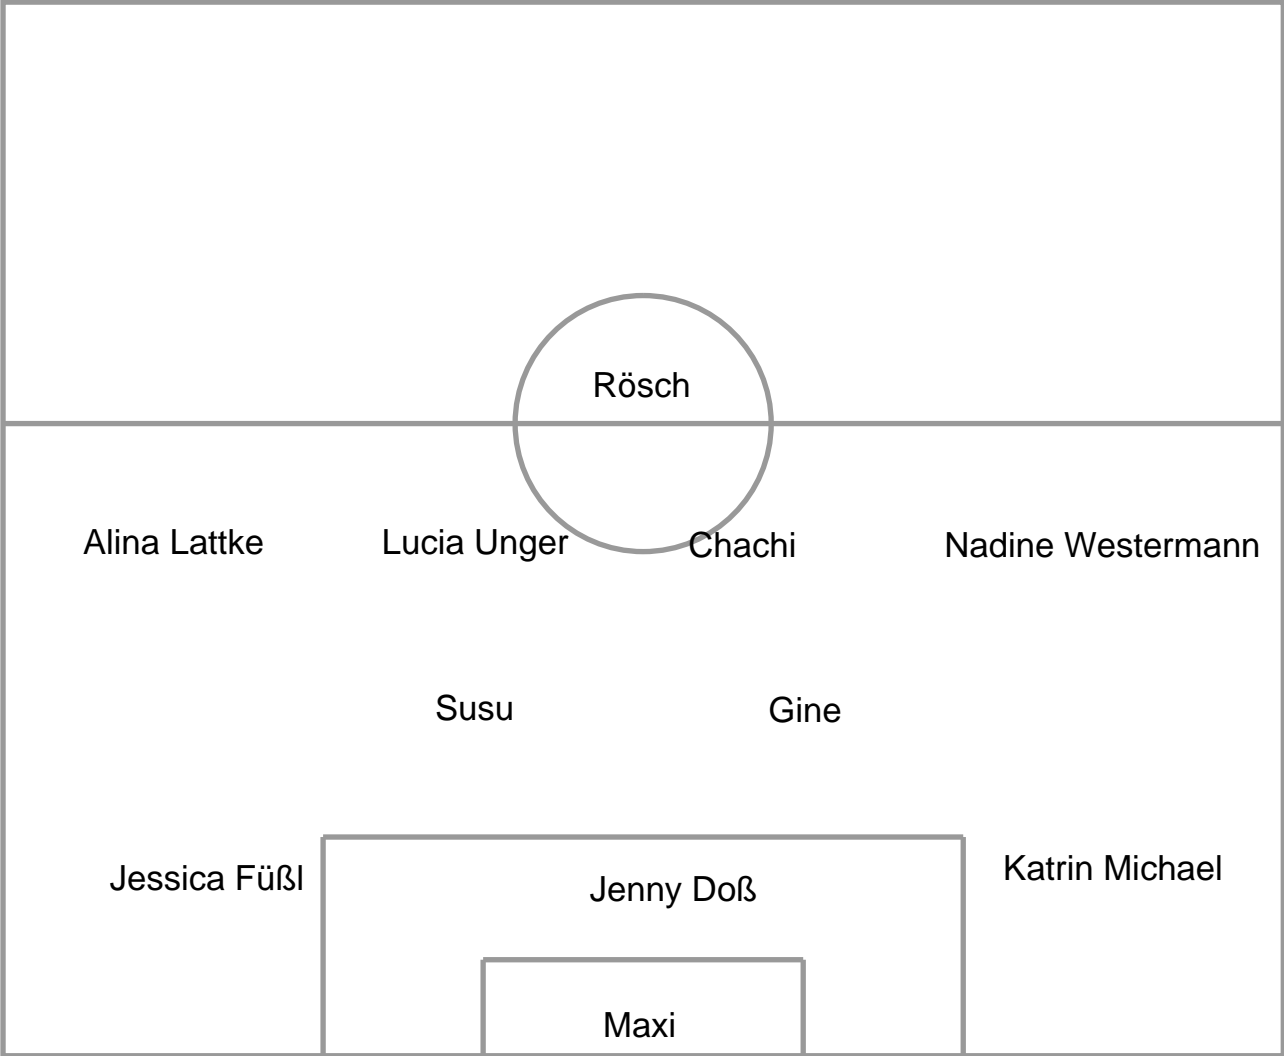 Rösch
Alina Lattke
Lucia Unger
Chachi
Nadine Westermann
Susu
Gine
Jessica Füßl
Jenny Doß
Katrin Michael
Maxi